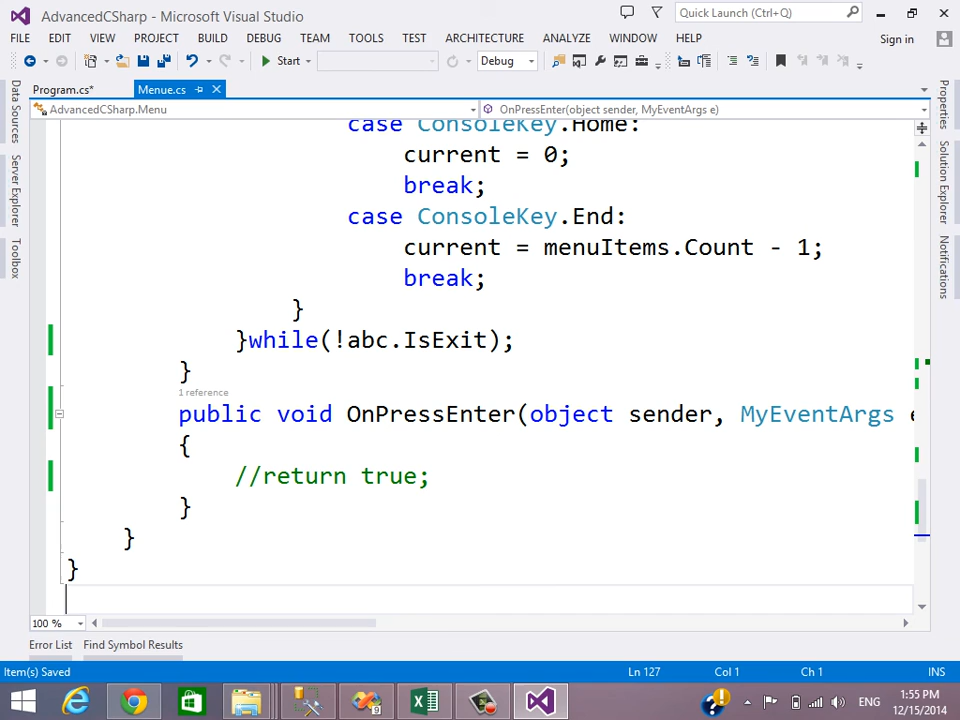 AdvancedCSharp - Microsoft Visual Studio
Quick Launch (Ctrl+Q)
FILE EDIT VIEW PROJECT BUILD DEBUG TEAM TOOLS TEST ARCHITECTURE ANALYZE WINDOW HELP Sign in
Start Debug
Program.cs* Menue.cs
AdvancedCSharp.Menu OnPressEnter(object sender, MyEventArgs e)
Data Sources
Server Explorer
Toolbox
Properties
Solution Explorer
Notifications
case ConsoleKey.Home:
current = 0;
break;
case ConsoleKey.End:
current = menuItems.Count - 1;
break;
}
}while(!abc.IsExit);
}
1 reference
public void OnPressEnter(object sender, MyEventArgs e
{
//return true;
}
}
}
100 %
Error List Find Symbol Results
Item(s) Saved Ln 127 Col 1 Ch 1 INS
ENG 1:55 PM
12/15/2014